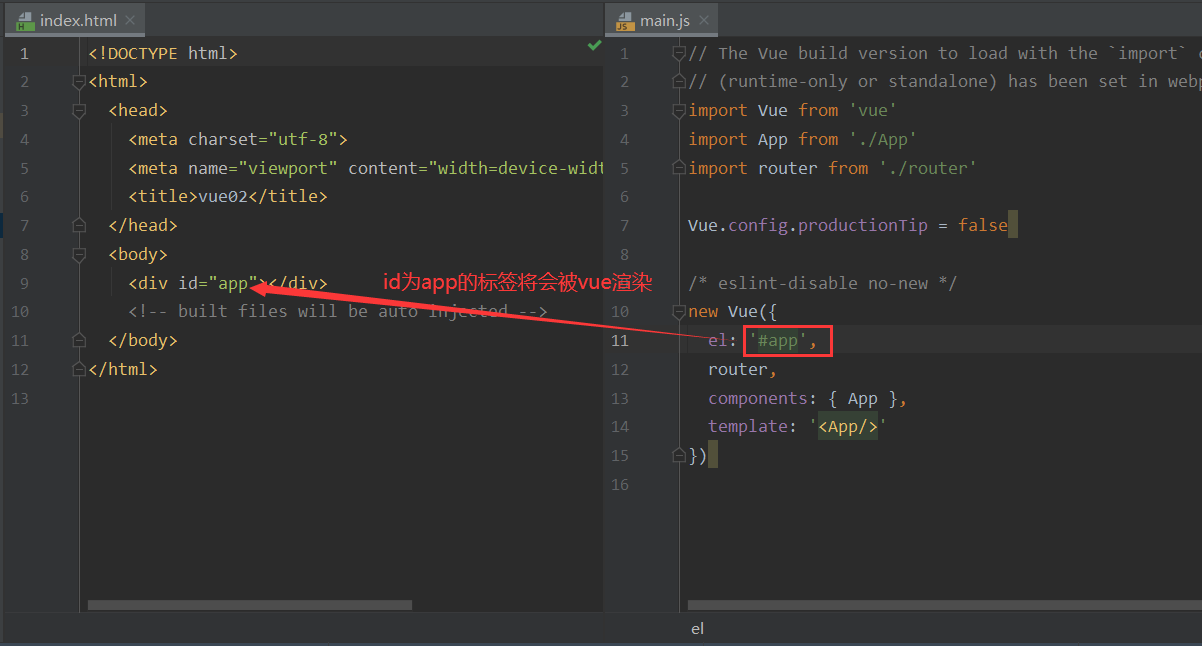 index.html
1 <!DOCTYPE html>
2 <html>
3 <head>
4 <meta charset="utf-8">
5 <meta name="viewport" content="width=device-widt
6 <title>vue02</title>
7 </head>
8 <body>
9 <div id="app"></div>
10 <!-- built files will be auto injected -->
11 </body>
12 </html>
13
id为app的标签将会被vue渲染
main.js
1 // The Vue build version to load with the `import`
2 // (runtime-only or standalone) has been set in webp
3 import Vue from 'vue'
4 import App from './App'
5 import router from './router'
6
7 Vue.config.productionTip = false
8
/* eslint-disable no-new */
10 new Vue({
11 el: '#app',
12 router,
13 components: { App },
14 template: '<App/>'
15 })
16
el